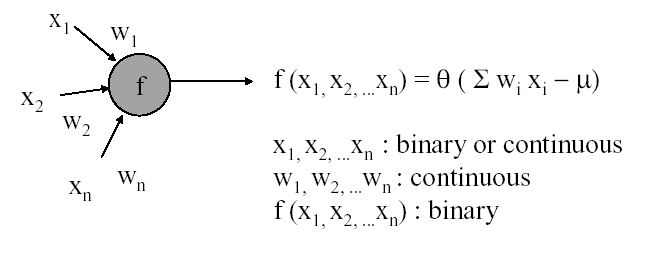 x1
w1
x2
w2
xn
wn
f
f (x1, x2, ...xn) = θ ( Σ wi xi – μ)
x1, x2, ...xn : binary or continuous
w1, w2, ...wn : continuous
f (x1, x2, ...xn) : binary